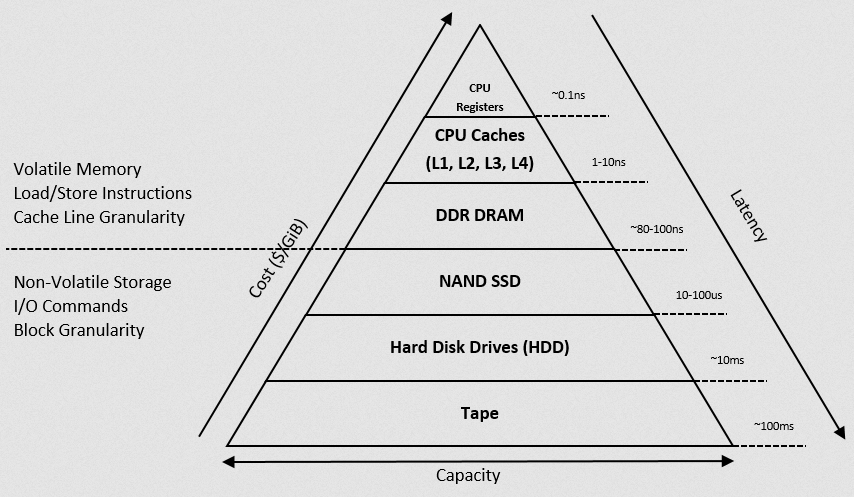 CPU
Registers
~0.1ns
CPU Caches
(L1, L2, L3, L4)
1-10ns
Volatile Memory
Load/Store Instructions
Cache Line Granularity
DDR DRAM
~80-100ns
Latency
Cost ($/GiB)
Non-Volatile Storage
I/O Commands
Block Granularity
NAND SSD
10-100us
Hard Disk Drives (HDD)
~10ms
Tape
~100ms
Capacity